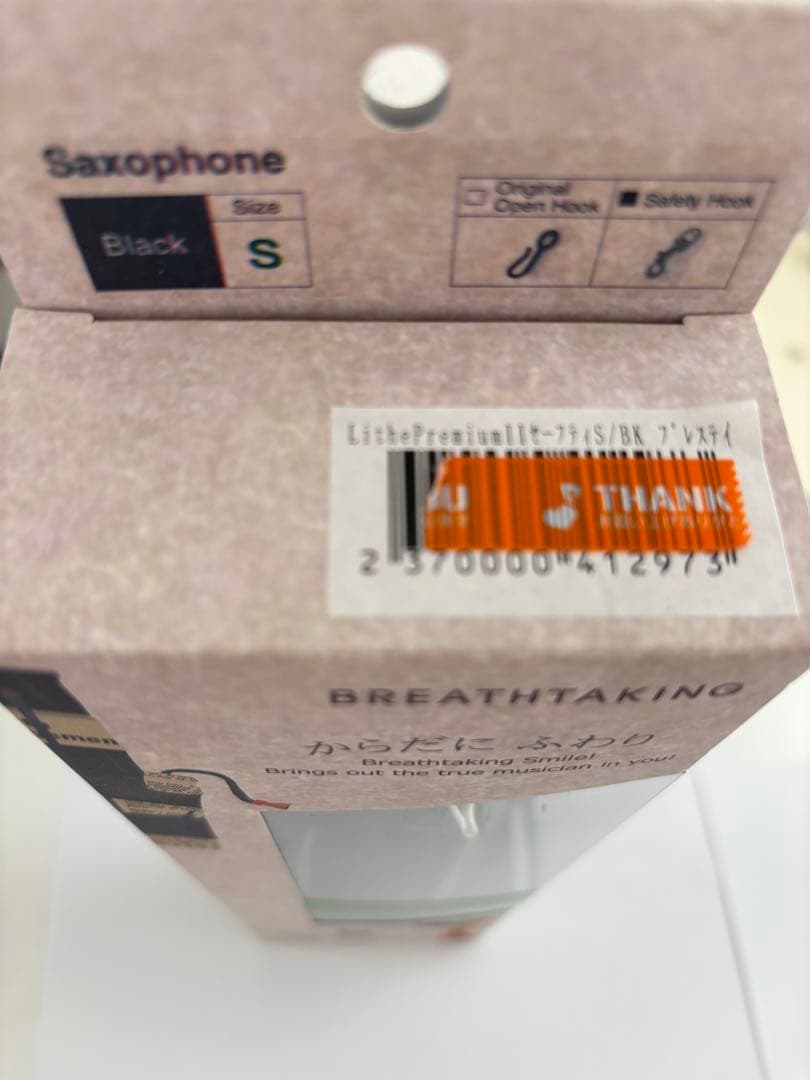 Saxophone
Black
Size
S
Original
Open Hook
Safety Hook
LithePremiumIIセーフティS/BK ブレステイ
U
THANK
2 370000 412973
BREATHTAKING
からだに ふわり
Breathtaking Smile!
Brings out the true musician in you!